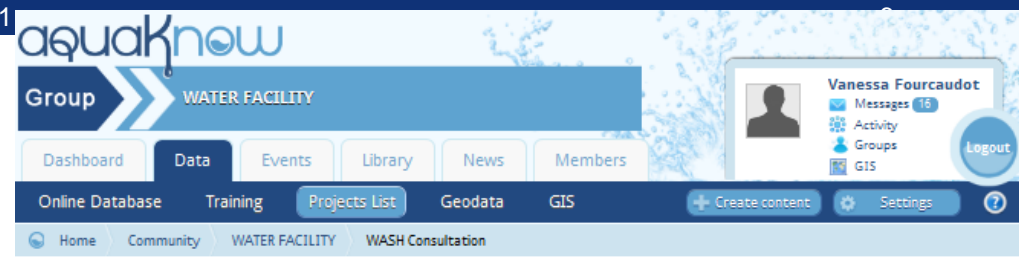 1
aquaknow
Group WATER FACILITY
Vanessa Fourcaudot
Messages 16
Activity
Groups
GIS
Logout
Dashboard Data Events Library News Members
Online Database Training Projects List Geodata GIS + Create content Settings ?
Home Community WATER FACILITY WASH Consultation